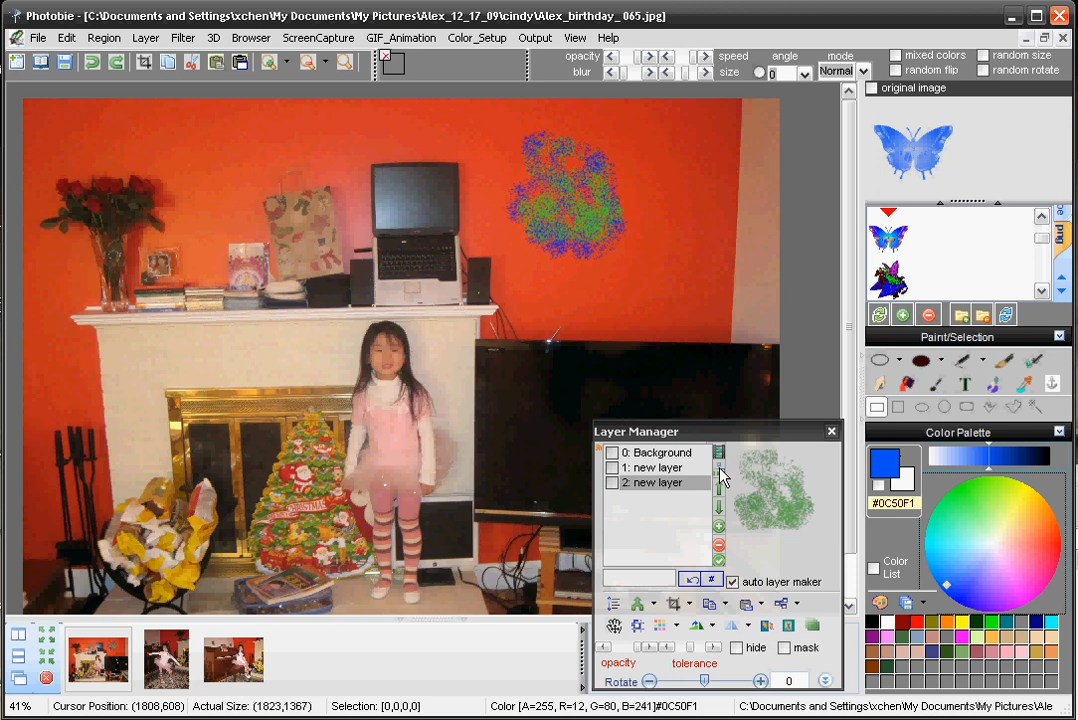 Photobie - [C:\Documents and Settings\xchen\My Documents\My Pictures\Alex_12_17_09\cindy\Alex_birthday_ 065.jpg]
File Edit Region Layer Filter 3D Browser ScreenCapture GIF_Animation Color_Setup Output View Help
opacity speed angle mode mixed colors random size
blur size 0 Normal random flip random rotate
original image
Paint/Selection
T
Color Palette
Layer Manager
0: Background
1: new layer
2: new layer
#0C50F1
Color
List
# auto layer maker
hide mask
opacity tolerance
Rotate 0
MERRY CHRISTMAS
41% Cursor Position: (1808,608) Actual Size: (1823,1367) Selection: [0,0,0,0] Color [A=255, R=12, G=80, B=241]#0C50F1 C:\Documents and Settings\xchen\My Documents\My Pictures\Ale